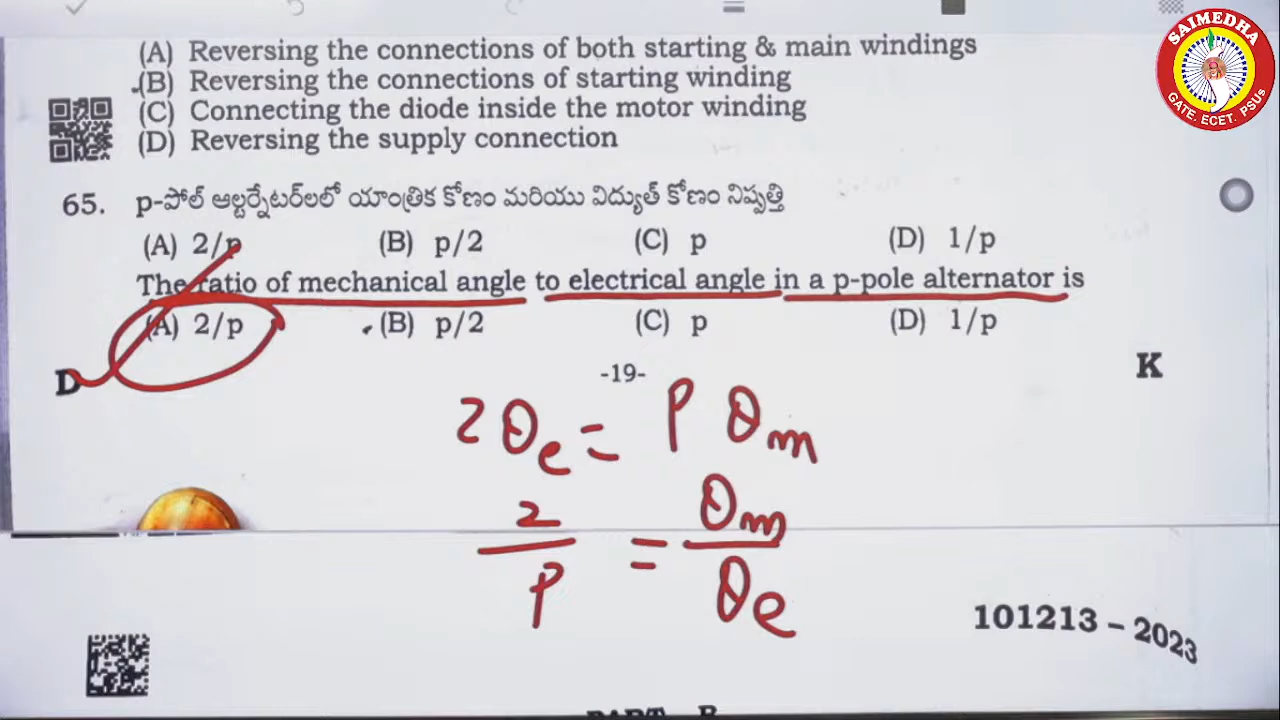 (A) Reversing the connections of both starting & main windings
(B) Reversing the connections of starting winding
(C) Connecting the diode inside the motor winding
(D) Reversing the supply connection
SAIMEDHA
GATE. ECET. PSUs
65. p-పోల్ ఆల్టర్నేటర్‌లలో యాంత్రిక కోణం మరియు విద్యుత్ కోణం నిష్పత్తి
(A) 2/p (B) p/2 (C) p (D) 1/p
The ratio of mechanical angle to electrical angle in a p-pole alternator is
(A) 2/p (B) p/2 (C) p (D) 1/p
D -19- K
2 θe = P θm
2/P = θm/θe
101213 – 2023
PART B